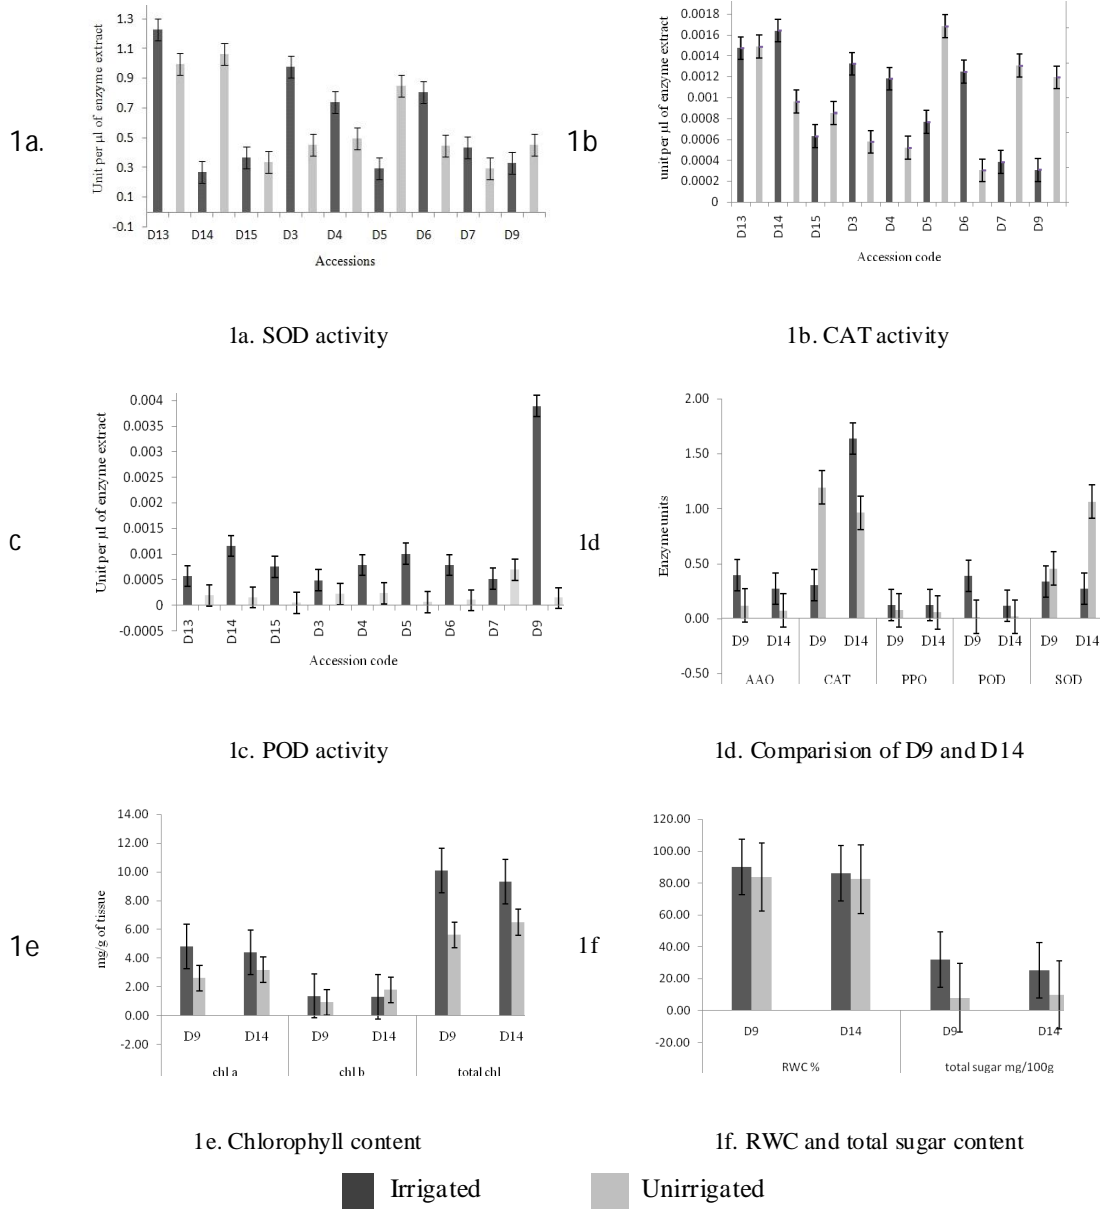 1a.
Unit per µl of enzyme extract
1.3
1.1
0.9
0.7
0.5
0.3
0.1
-0.1
D13 D14 D15 D3 D4 D5 D6 D7 D9
Accessions
1a. SOD activity
1b
unit per µl of enzyme extract
0.0018
0.0016
0.0014
0.0012
0.001
0.0008
0.0006
0.0004
0.0002
0
D13 D14 D15 D3 D4 D5 D6 D7 D9
Accession code
1b. CAT activity
c
Unit per µl of enzyme extract
0.004
0.0035
0.003
0.0025
0.002
0.0015
0.001
0.0005
0
-0.0005
D13 D14 D15 D3 D4 D5 D6 D7 D9
Accession code
1c. POD activity
1d
Enzyme units
2.00
1.50
1.00
0.50
0.00
-0.50
D9 D14 D9 D14 D9 D14 D9 D14 D9 D14
AAO CAT PPO POD SOD
1d. Comparision of D9 and D14
1e
mg/g of tissue
14.00
12.00
10.00
8.00
6.00
4.00
2.00
0.00
-2.00
D9 D14 D9 D14 D9 D14
chl a chl b total chl
1e. Chlorophyll content
1f
120.00
100.00
80.00
60.00
40.00
20.00
0.00
-20.00
D9 D14 D9 D14
RWC % total sugar mg/100g
1f. RWC and total sugar content
Irrigated Unirrigated